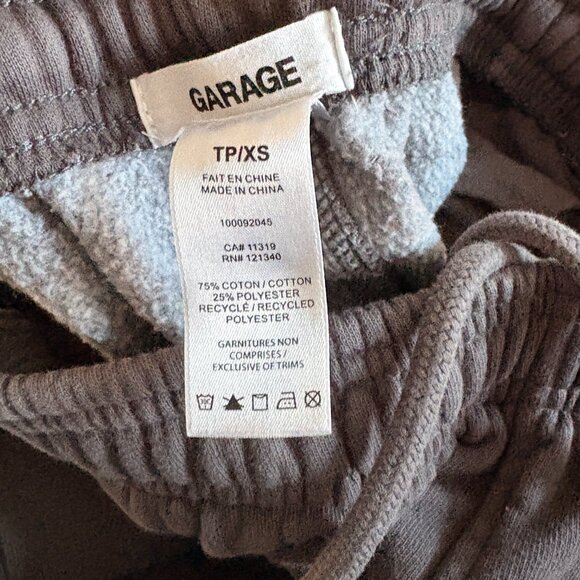 GARAGE
TP/XS
FAIT EN CHINE
MADE IN CHINA
100092045
CA# 11319
RN# 121340
75% COTON / COTTON
25% POLYESTER
RECYCLÉ / RECYCLED
POLYESTER
GARNITURES NON
COMPRISES /
EXCLUSIVE OF TRIMS